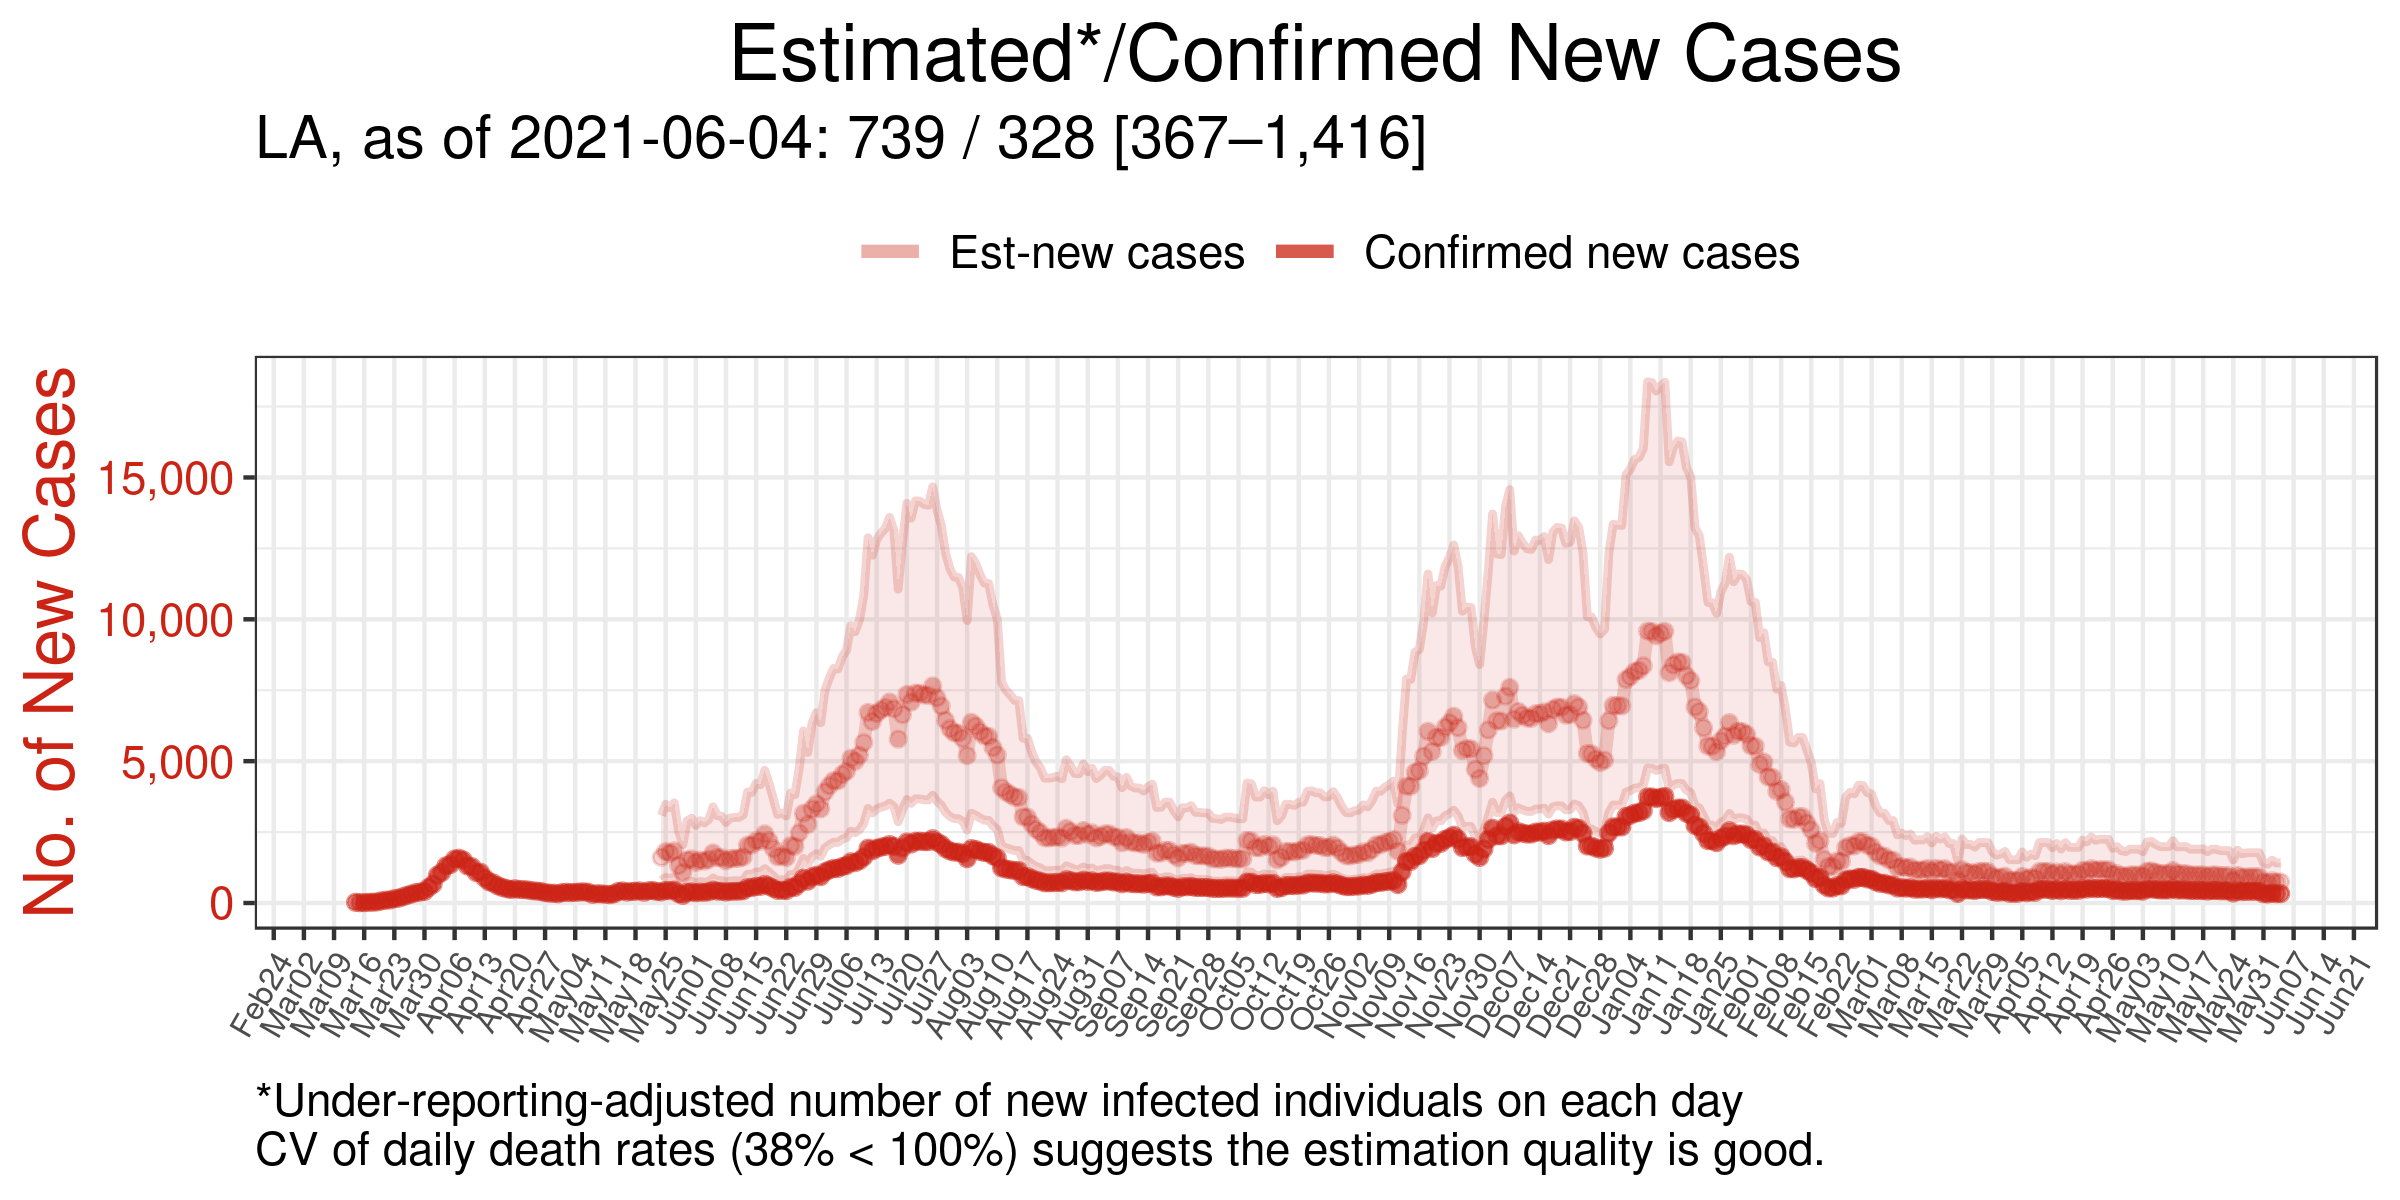 Estimated*/Confirmed New Cases
LA, as of 2021-06-04: 739 / 328 [367–1,416]
Est-new cases Confirmed new cases
No. of New Cases
15,000
10,000
5,000
0
Feb24 Mar02 Mar09 Mar16 Mar23 Mar30 Apr06 Apr13 Apr20 Apr27 May04 May11 May18 May25 Jun01 Jun08 Jun15 Jun22 Jun29 Jul06 Jul13 Jul20 Jul27 Aug03 Aug10 Aug17 Aug24 Aug31 Sep07 Sep14 Sep21 Sep28 Oct05 Oct12 Oct19 Oct26 Nov02 Nov09 Nov16 Nov23 Nov30 Dec07 Dec14 Dec21 Dec28 Jan04 Jan11 Jan18 Jan25 Feb01 Feb08 Feb15 Feb22 Mar01 Mar08 Mar15 Mar22 Mar29 Apr05 Apr12 Apr19 Apr26 May03 May10 May17 May24 May31 Jun07 Jun14 Jun21
*Under-reporting-adjusted number of new infected individuals on each day
CV of daily death rates (38% < 100%) suggests the estimation quality is good.